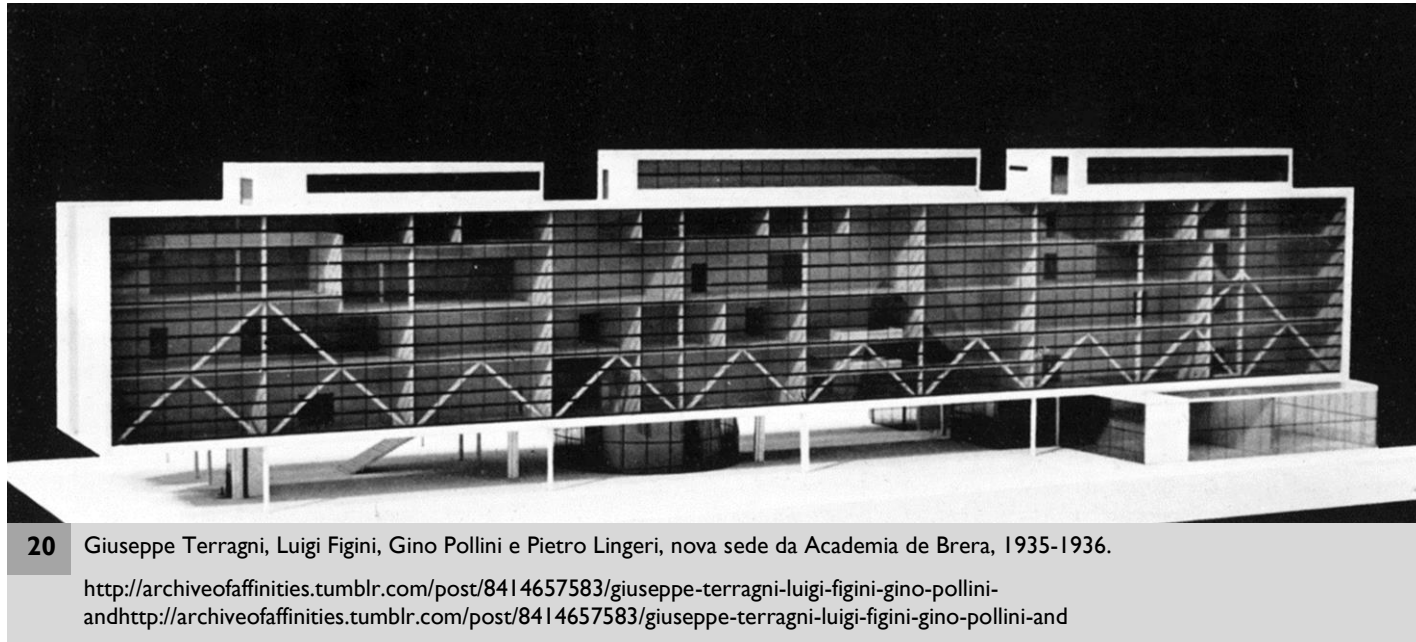 20 Giuseppe Terragni, Luigi Figini, Gino Pollini e Pietro Lingeri, nova sede da Academia de Brera, 1935-1936.
http://archiveofaffinities.tumblr.com/post/8414657583/giuseppe-terragni-luigi-figini-gino-pollini-
andhttp://archiveofaffinities.tumblr.com/post/8414657583/giuseppe-terragni-luigi-figini-gino-pollini-and